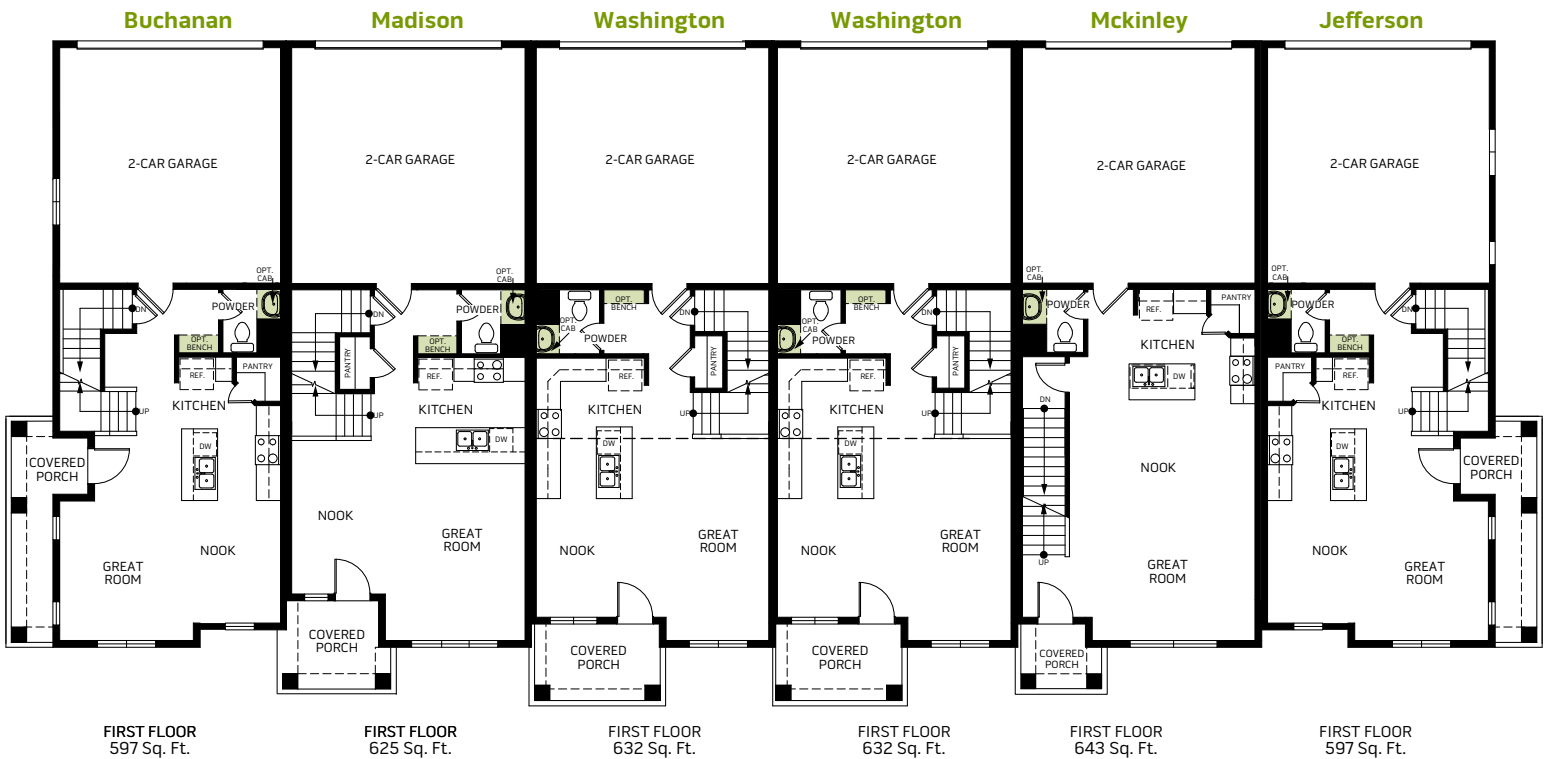 Buchanan
Madison
Washington
Washington
Mckinley
Jefferson
2-CAR GARAGE
OPT.
CAB
DN
POWDER
OPT.
BENCH
REF.
PANTRY
KITCHEN
UP
DW
COVERED
PORCH
NOOK
GREAT
ROOM
FIRST FLOOR
597 Sq. Ft.
2-CAR GARAGE
OPT.
CAB
DN
POWDER
OPT.
BENCH
PANTRY
REF.
UP
KITCHEN
DW
NOOK
GREAT
ROOM
COVERED
PORCH
FIRST FLOOR
625 Sq. Ft.
2-CAR GARAGE
OPT.
BENCH
DN
OPT.
CAB
POWDER
PANTRY
REF.
KITCHEN
UP
DW
NOOK
GREAT
ROOM
COVERED
PORCH
FIRST FLOOR
632 Sq. Ft.
2-CAR GARAGE
OPT.
BENCH
DN
OPT.
CAB
POWDER
PANTRY
REF.
KITCHEN
UP
DW
NOOK
GREAT
ROOM
COVERED
PORCH
FIRST FLOOR
632 Sq. Ft.
2-CAR GARAGE
OPT.
CAB
POWDER
REF.
PANTRY
KITCHEN
DW
DN
NOOK
UP
GREAT
ROOM
COVERED
PORCH
FIRST FLOOR
643 Sq. Ft.
2-CAR GARAGE
OPT.
CAB
POWDER
DN
OPT.
BENCH
PANTRY
REF.
KITCHEN
UP
DW
COVERED
PORCH
NOOK
GREAT
ROOM
FIRST FLOOR
597 Sq. Ft.